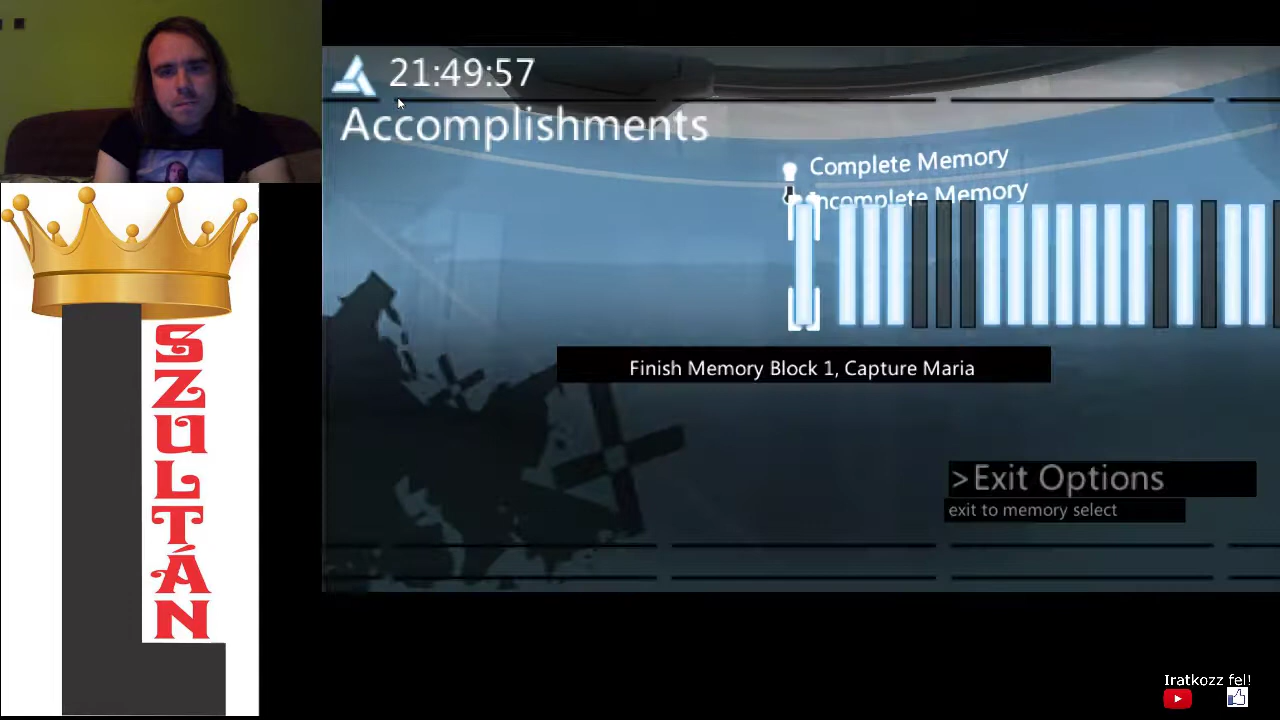 21:49:57
Accomplishments
Complete Memory
Incomplete Memory
Finish Memory Block 1, Capture Maria
>Exit Options
exit to memory select
L
SZULTÁN
Iratkozz fel!